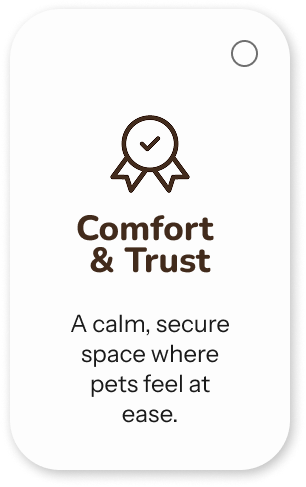 Comfort
& Trust
A calm, secure
space where
pets feel at
ease.